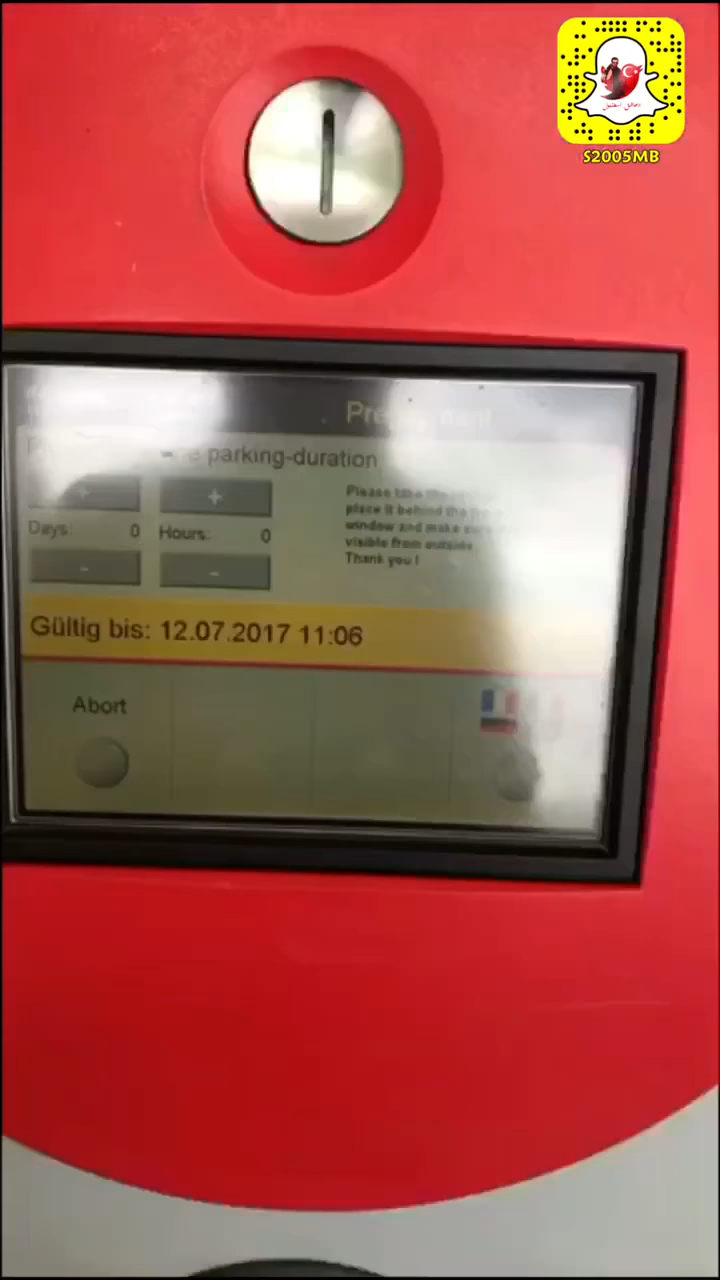 S2005MB
parking-duration
+ +
Please take the
place it behind the
Days: 0 Hours: 0
window and make sure
visible from outside
Thank you !
- -
Gültig bis: 12.07.2017 11:06
Abort